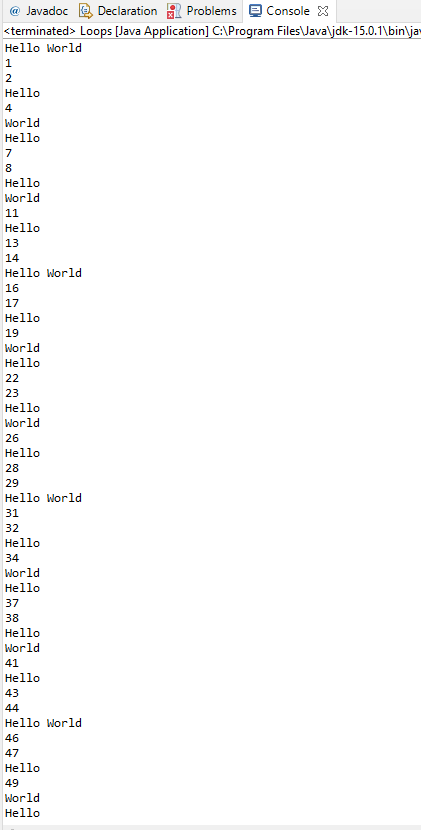 @ Javadoc Declaration Problems Console
<terminated> Loops [Java Application] C:\Program Files\Java\jdk-15.0.1\bin\jav
Hello World
1
2
Hello
4
World
Hello
7
8
Hello
World
11
Hello
13
14
Hello World
16
17
Hello
19
World
Hello
22
23
Hello
World
26
Hello
28
29
Hello World
31
32
Hello
34
World
Hello
37
38
Hello
World
41
Hello
43
44
Hello World
46
47
Hello
49
World
Hello